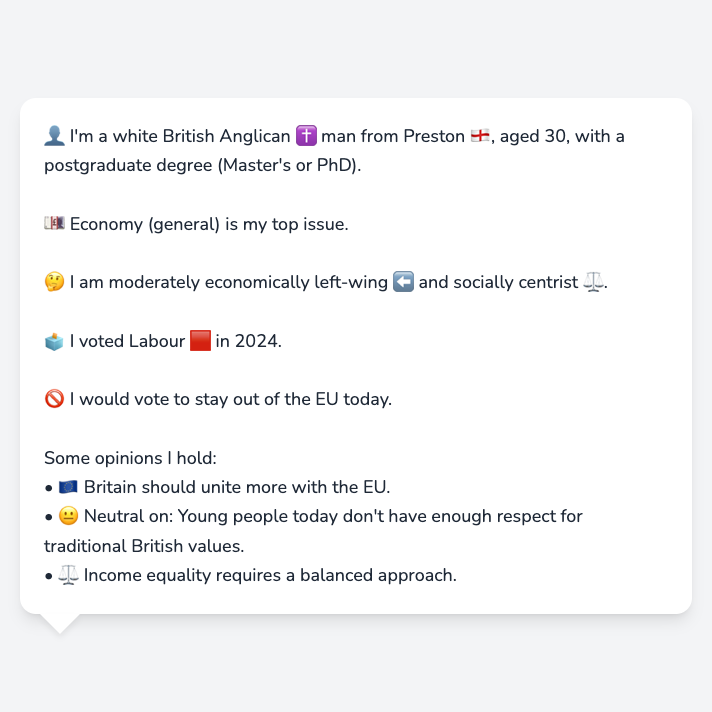 👤 I'm a white British Anglican ✝️ man from Preston 🏴󠁧󠁢󠁥󠁮󠁧󠁿, aged 30, with a
postgraduate degree (Master's or PhD).
💷 Economy (general) is my top issue.
🤔 I am moderately economically left-wing ⬅️ and socially centrist ⚖️.
🗳️ I voted Labour 🟥 in 2024.
🚫 I would vote to stay out of the EU today.
Some opinions I hold:
• 🇪🇺 Britain should unite more with the EU.
• 😐 Neutral on: Young people today don't have enough respect for
traditional British values.
• ⚖️ Income equality requires a balanced approach.